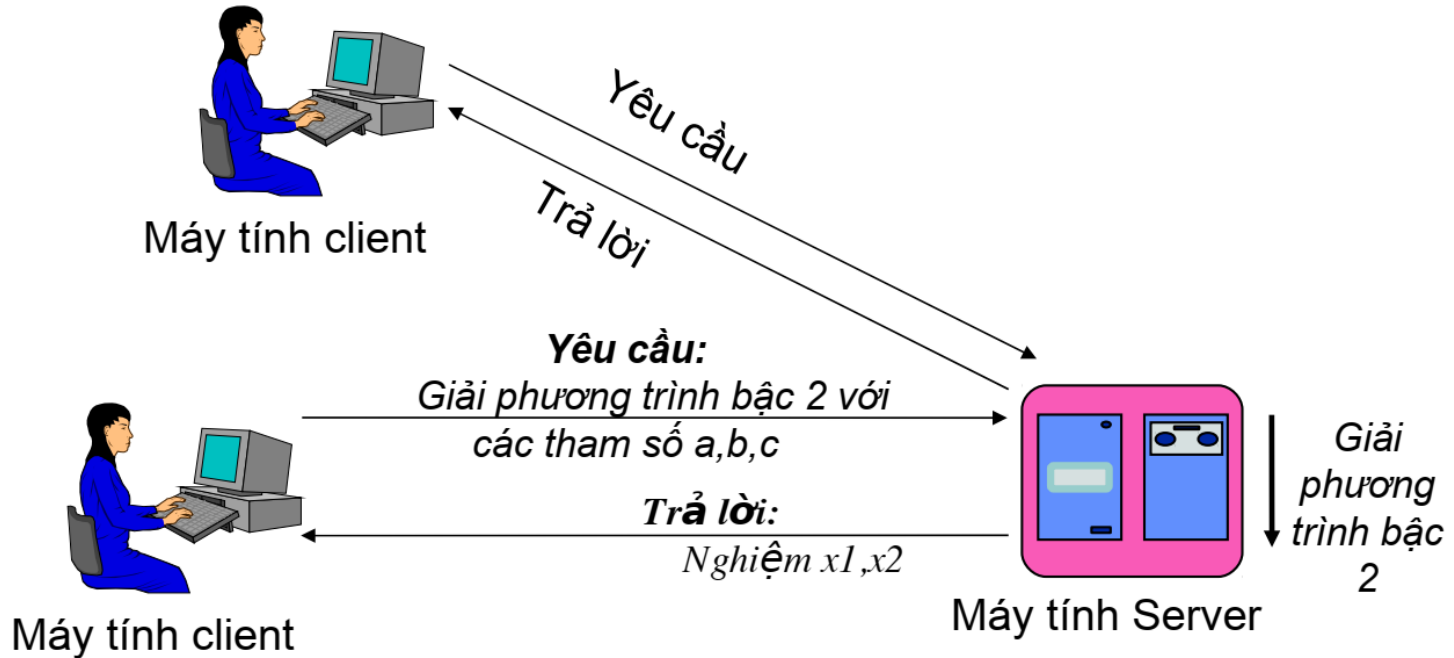 Yêu cầu
Trả lời
Máy tính client
Yêu cầu:
Giải phương trình bậc 2 với
các tham số a,b,c
Trả lời:
Nghiệm x1,x2
Giải
phương
trình bậc
2
Máy tính Server
Máy tính client